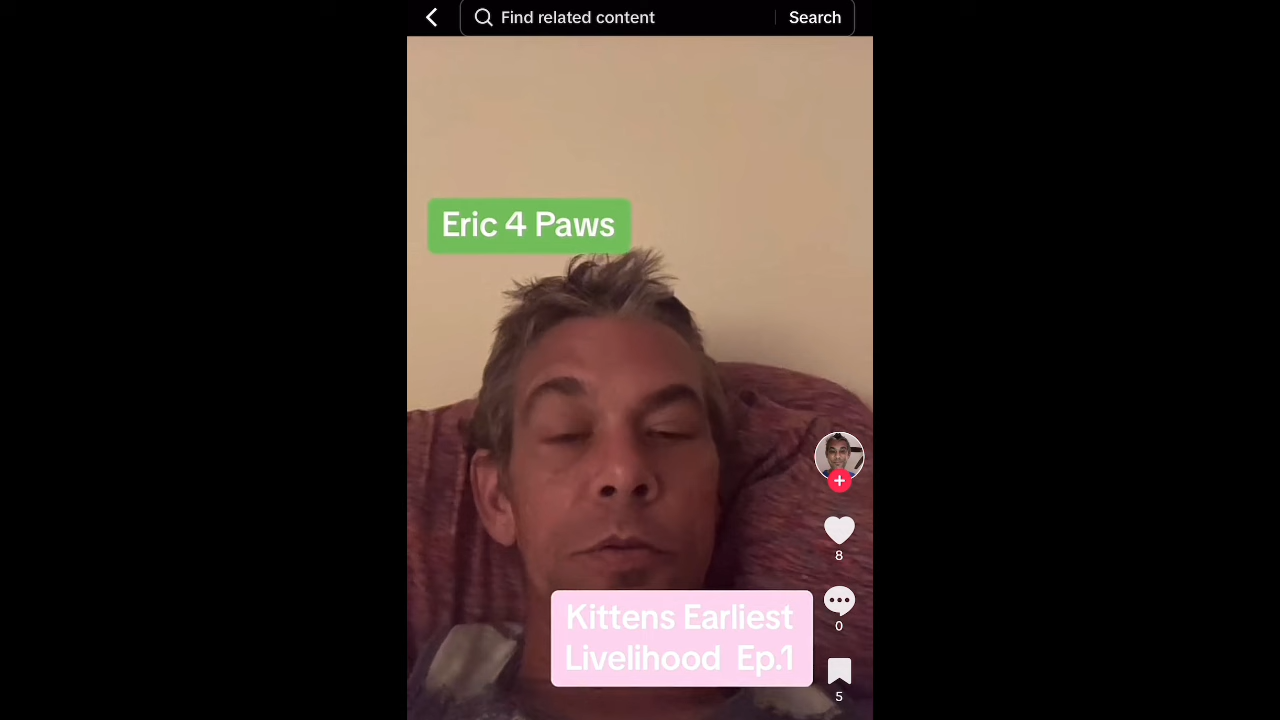 Find related content
Search
Eric 4 Paws
8
Kittens Earliest
Livelihood Ep.1
0
5